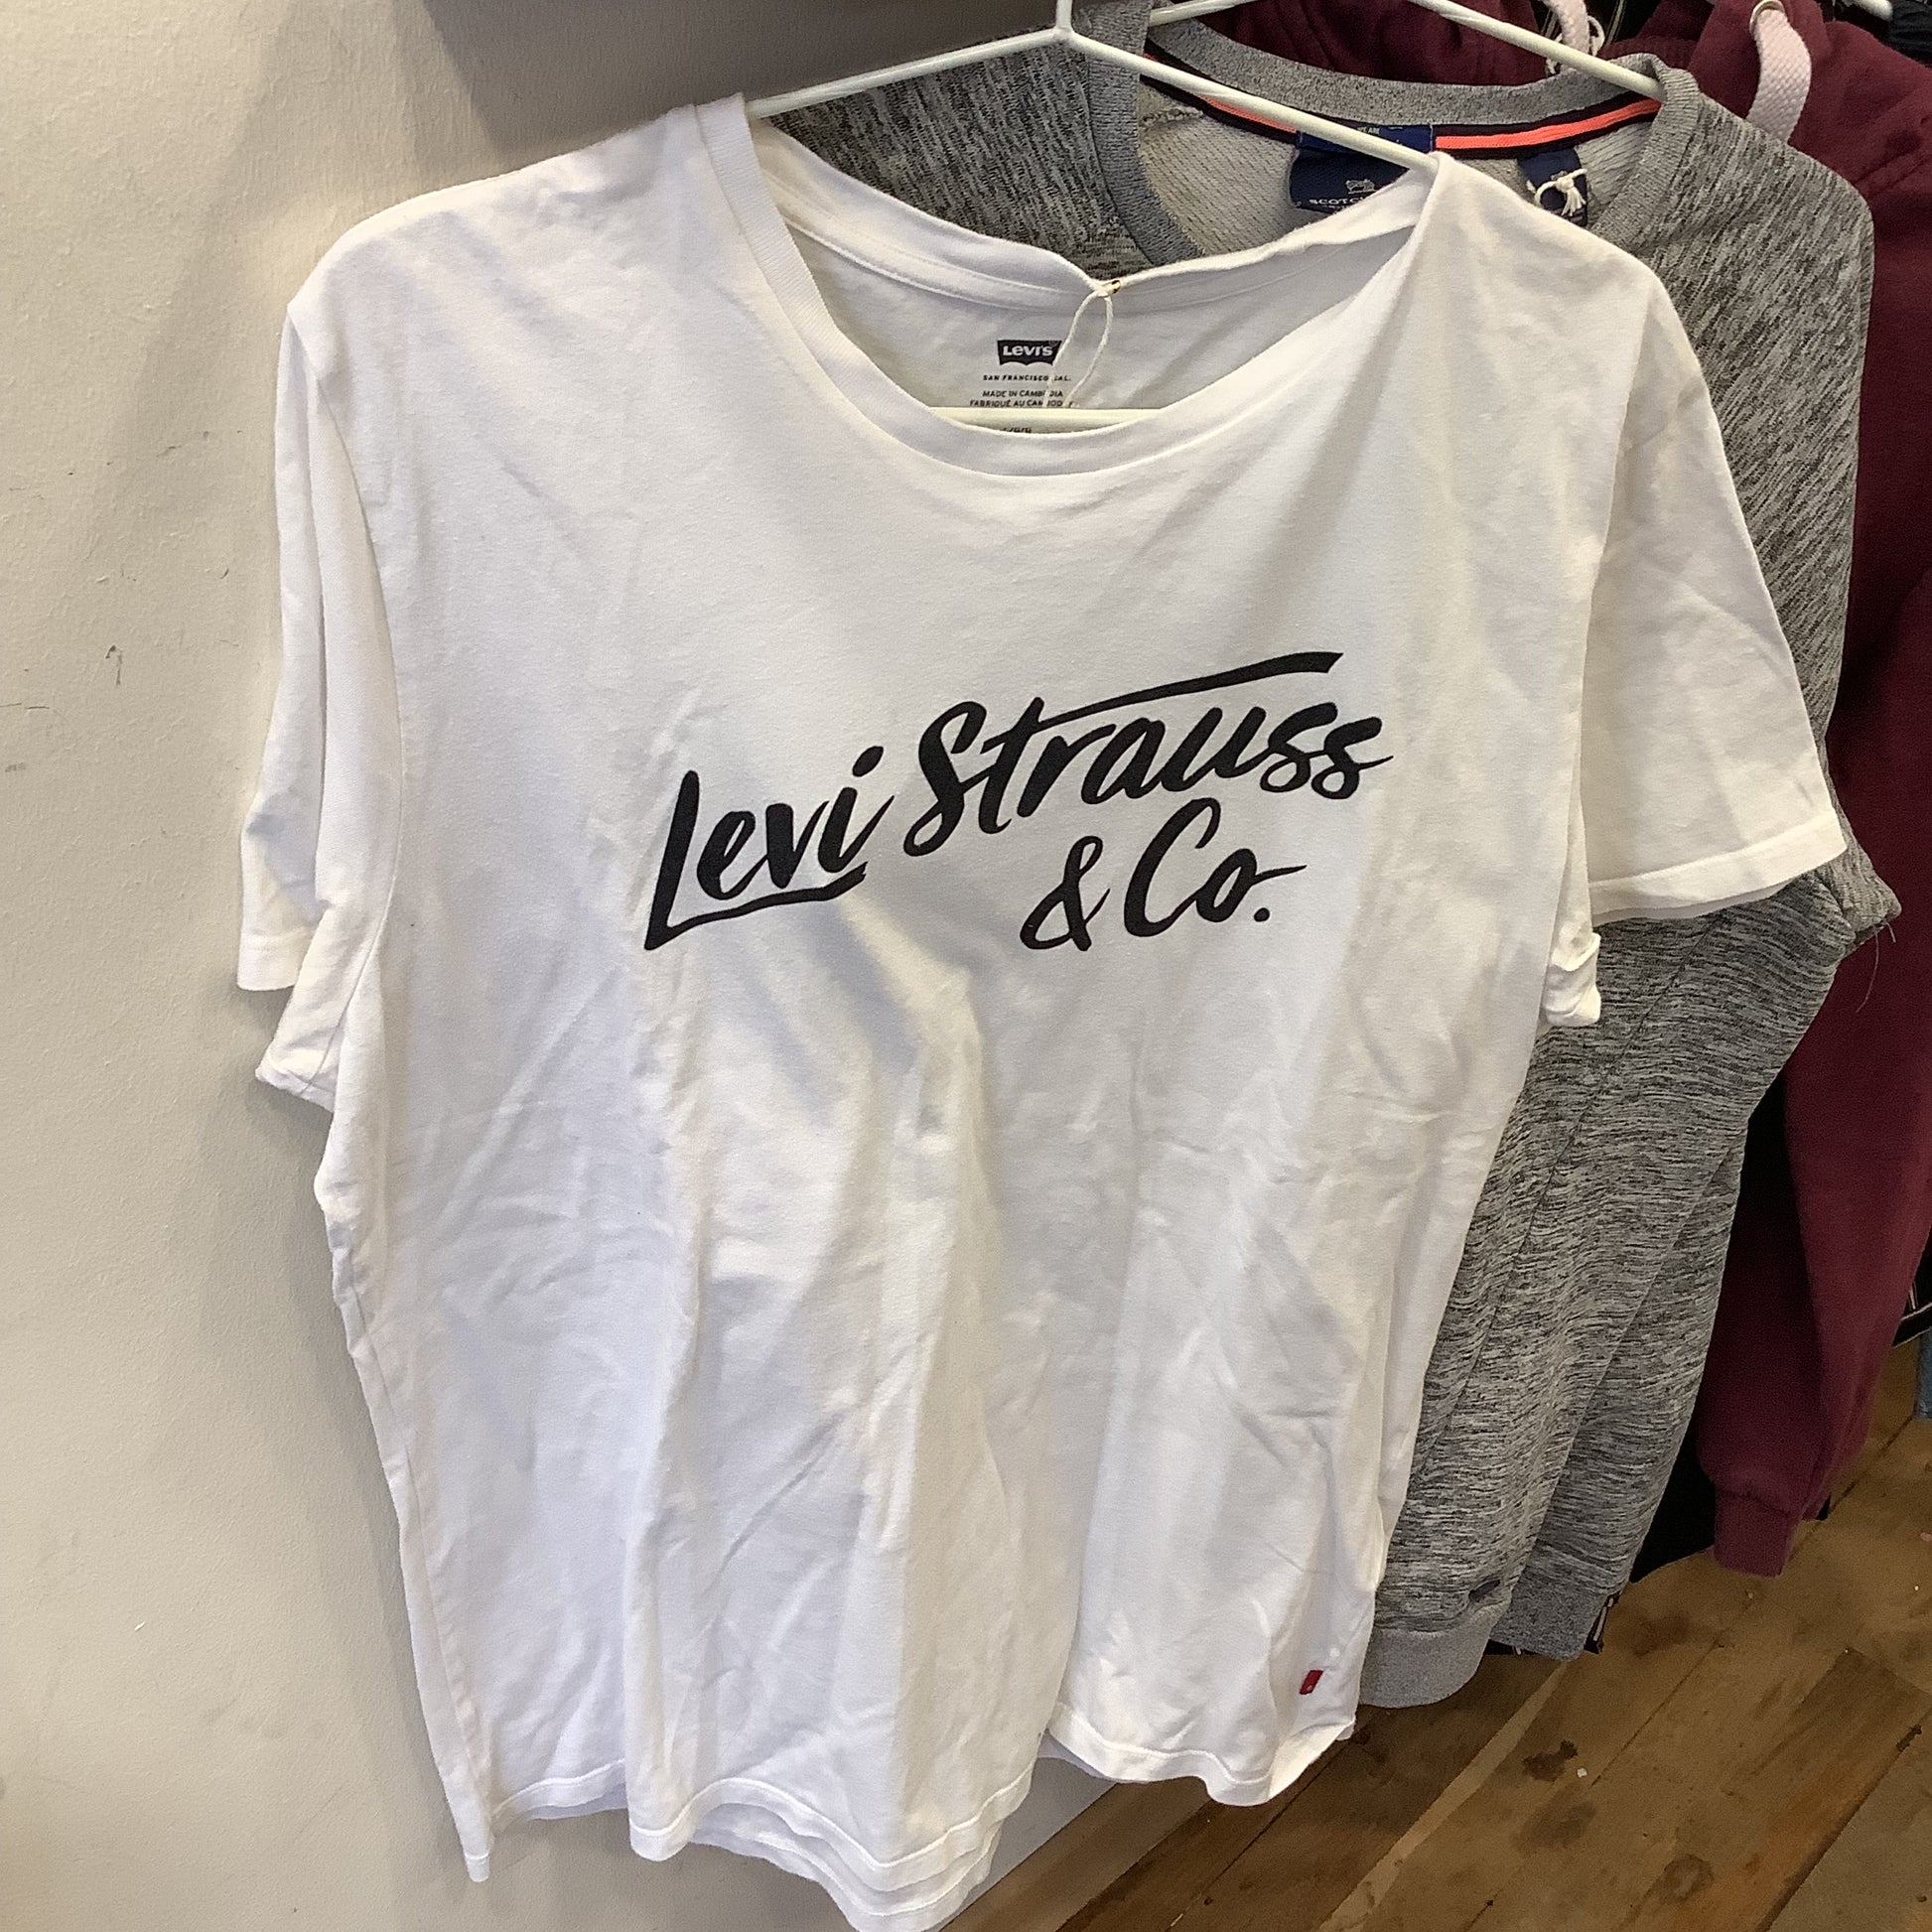 LEVI'S
SAN FRANCISCO CAL.
MADE IN CAMBODIA
FABRIQUÉ AU CAMBODGE
Levi Strauss
& Co.